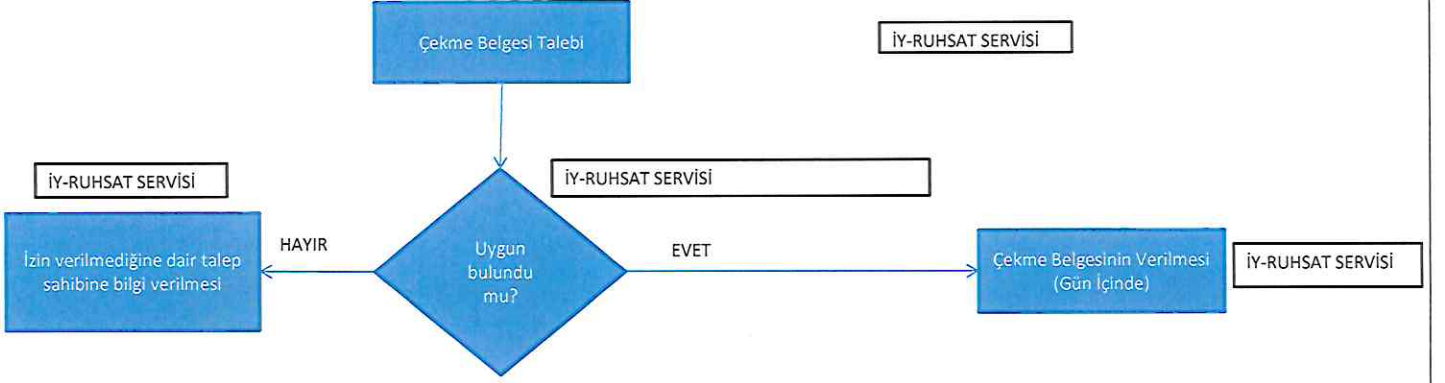 Çekme Belgesi Talebi
İY-RUHSAT SERVİSİ
İY-RUHSAT SERVİSİ
İY-RUHSAT SERVİSİ
İzin verilmediğine dair talep
sahibine bilgi verilmesi
HAYIR
Uygun
bulundu
mu?
EVET
Çekme Belgesinin Verilmesi
(Gün İçinde)
İY-RUHSAT SERVİSİ